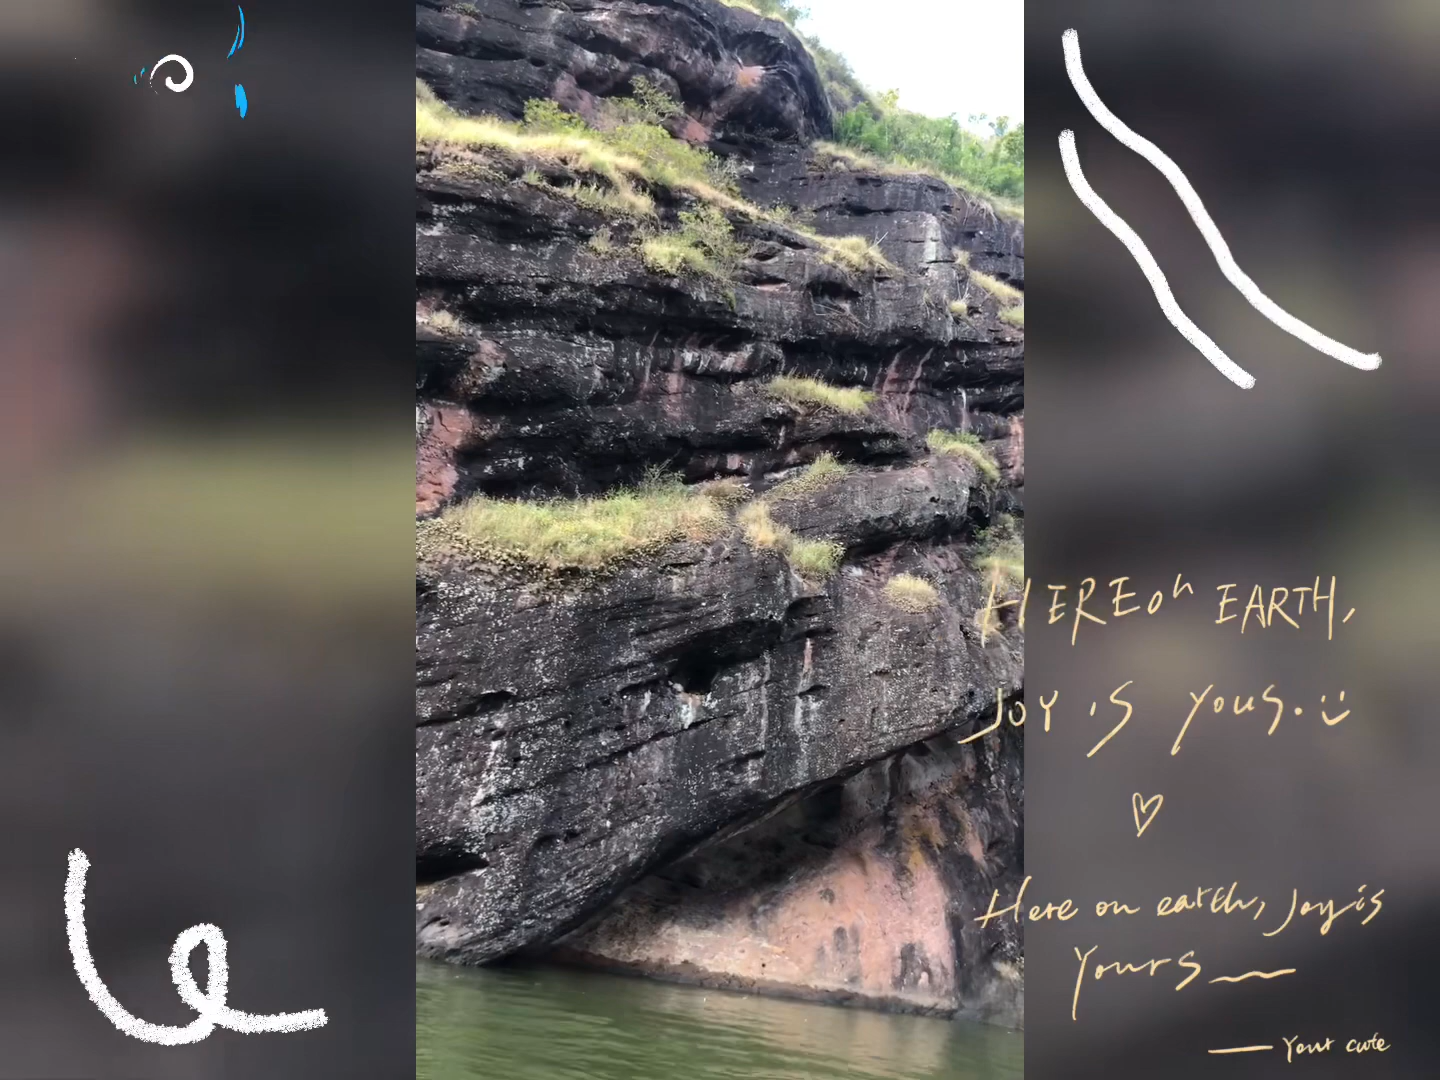 HERE on EARTH,
JOY is yous. :)
♡
Here on earth, Joy is
yours
— Your cute